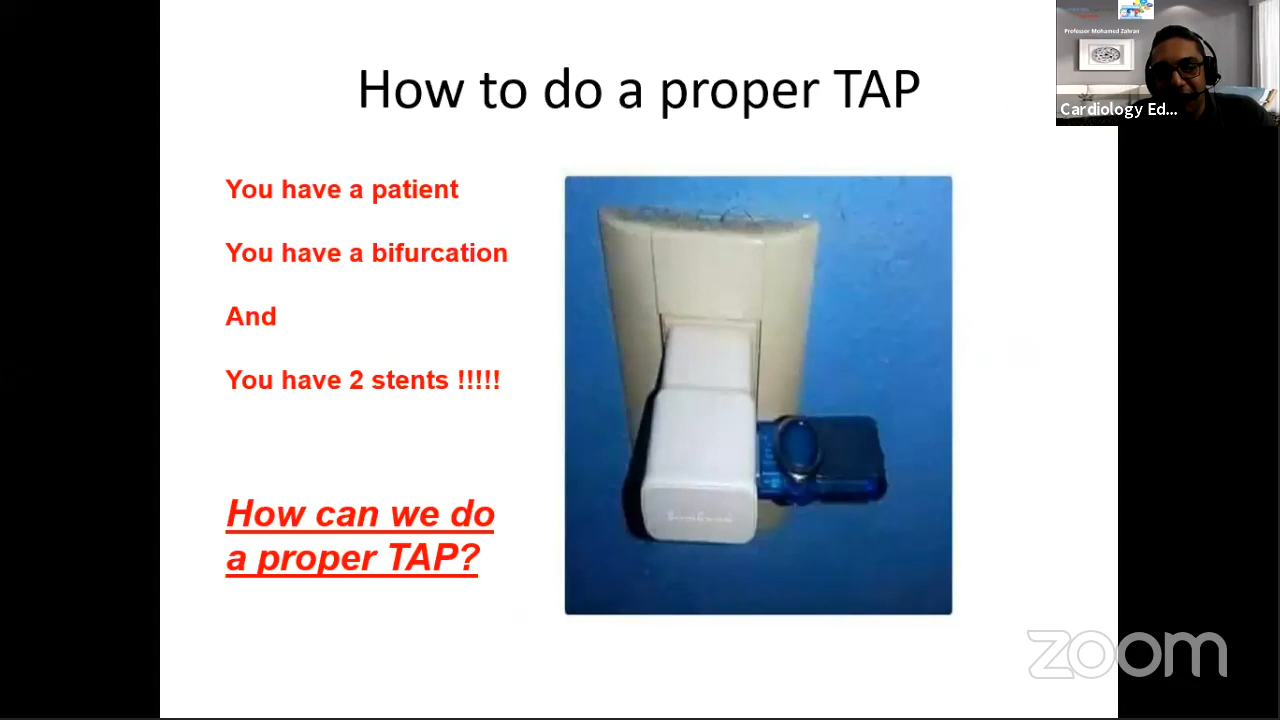 How to do a proper TAP
Professor Mohamed Zahran
Cardiology Ed...
You have a patient
You have a bifurcation
And
You have 2 stents !!!!!
How can we do
a proper TAP?
zoom